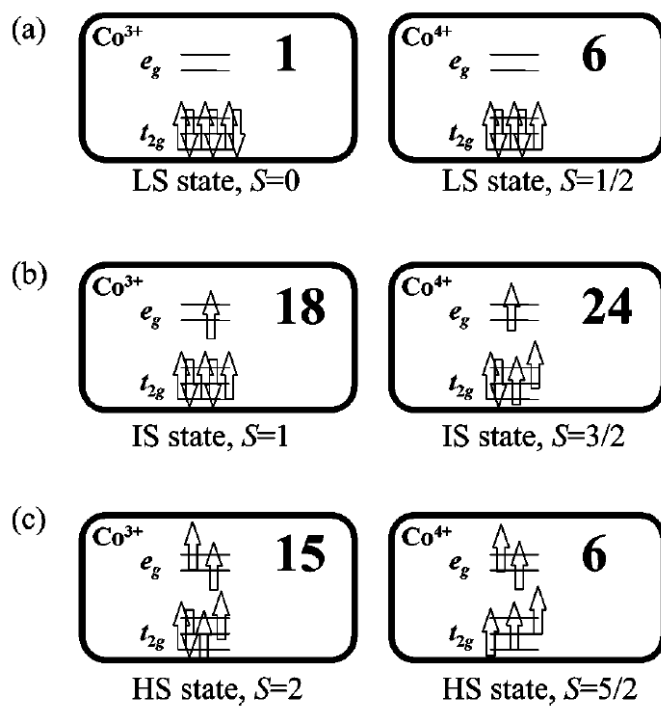 (a)
Co3+ 1
eg
t2g
LS state, S=0
Co4+ 6
eg
t2g
LS state, S=1/2
(b)
Co3+ 18
eg
t2g
IS state, S=1
Co4+ 24
eg
t2g
IS state, S=3/2
(c)
Co3+ 15
eg
t2g
HS state, S=2
Co4+ 6
eg
t2g
HS state, S=5/2